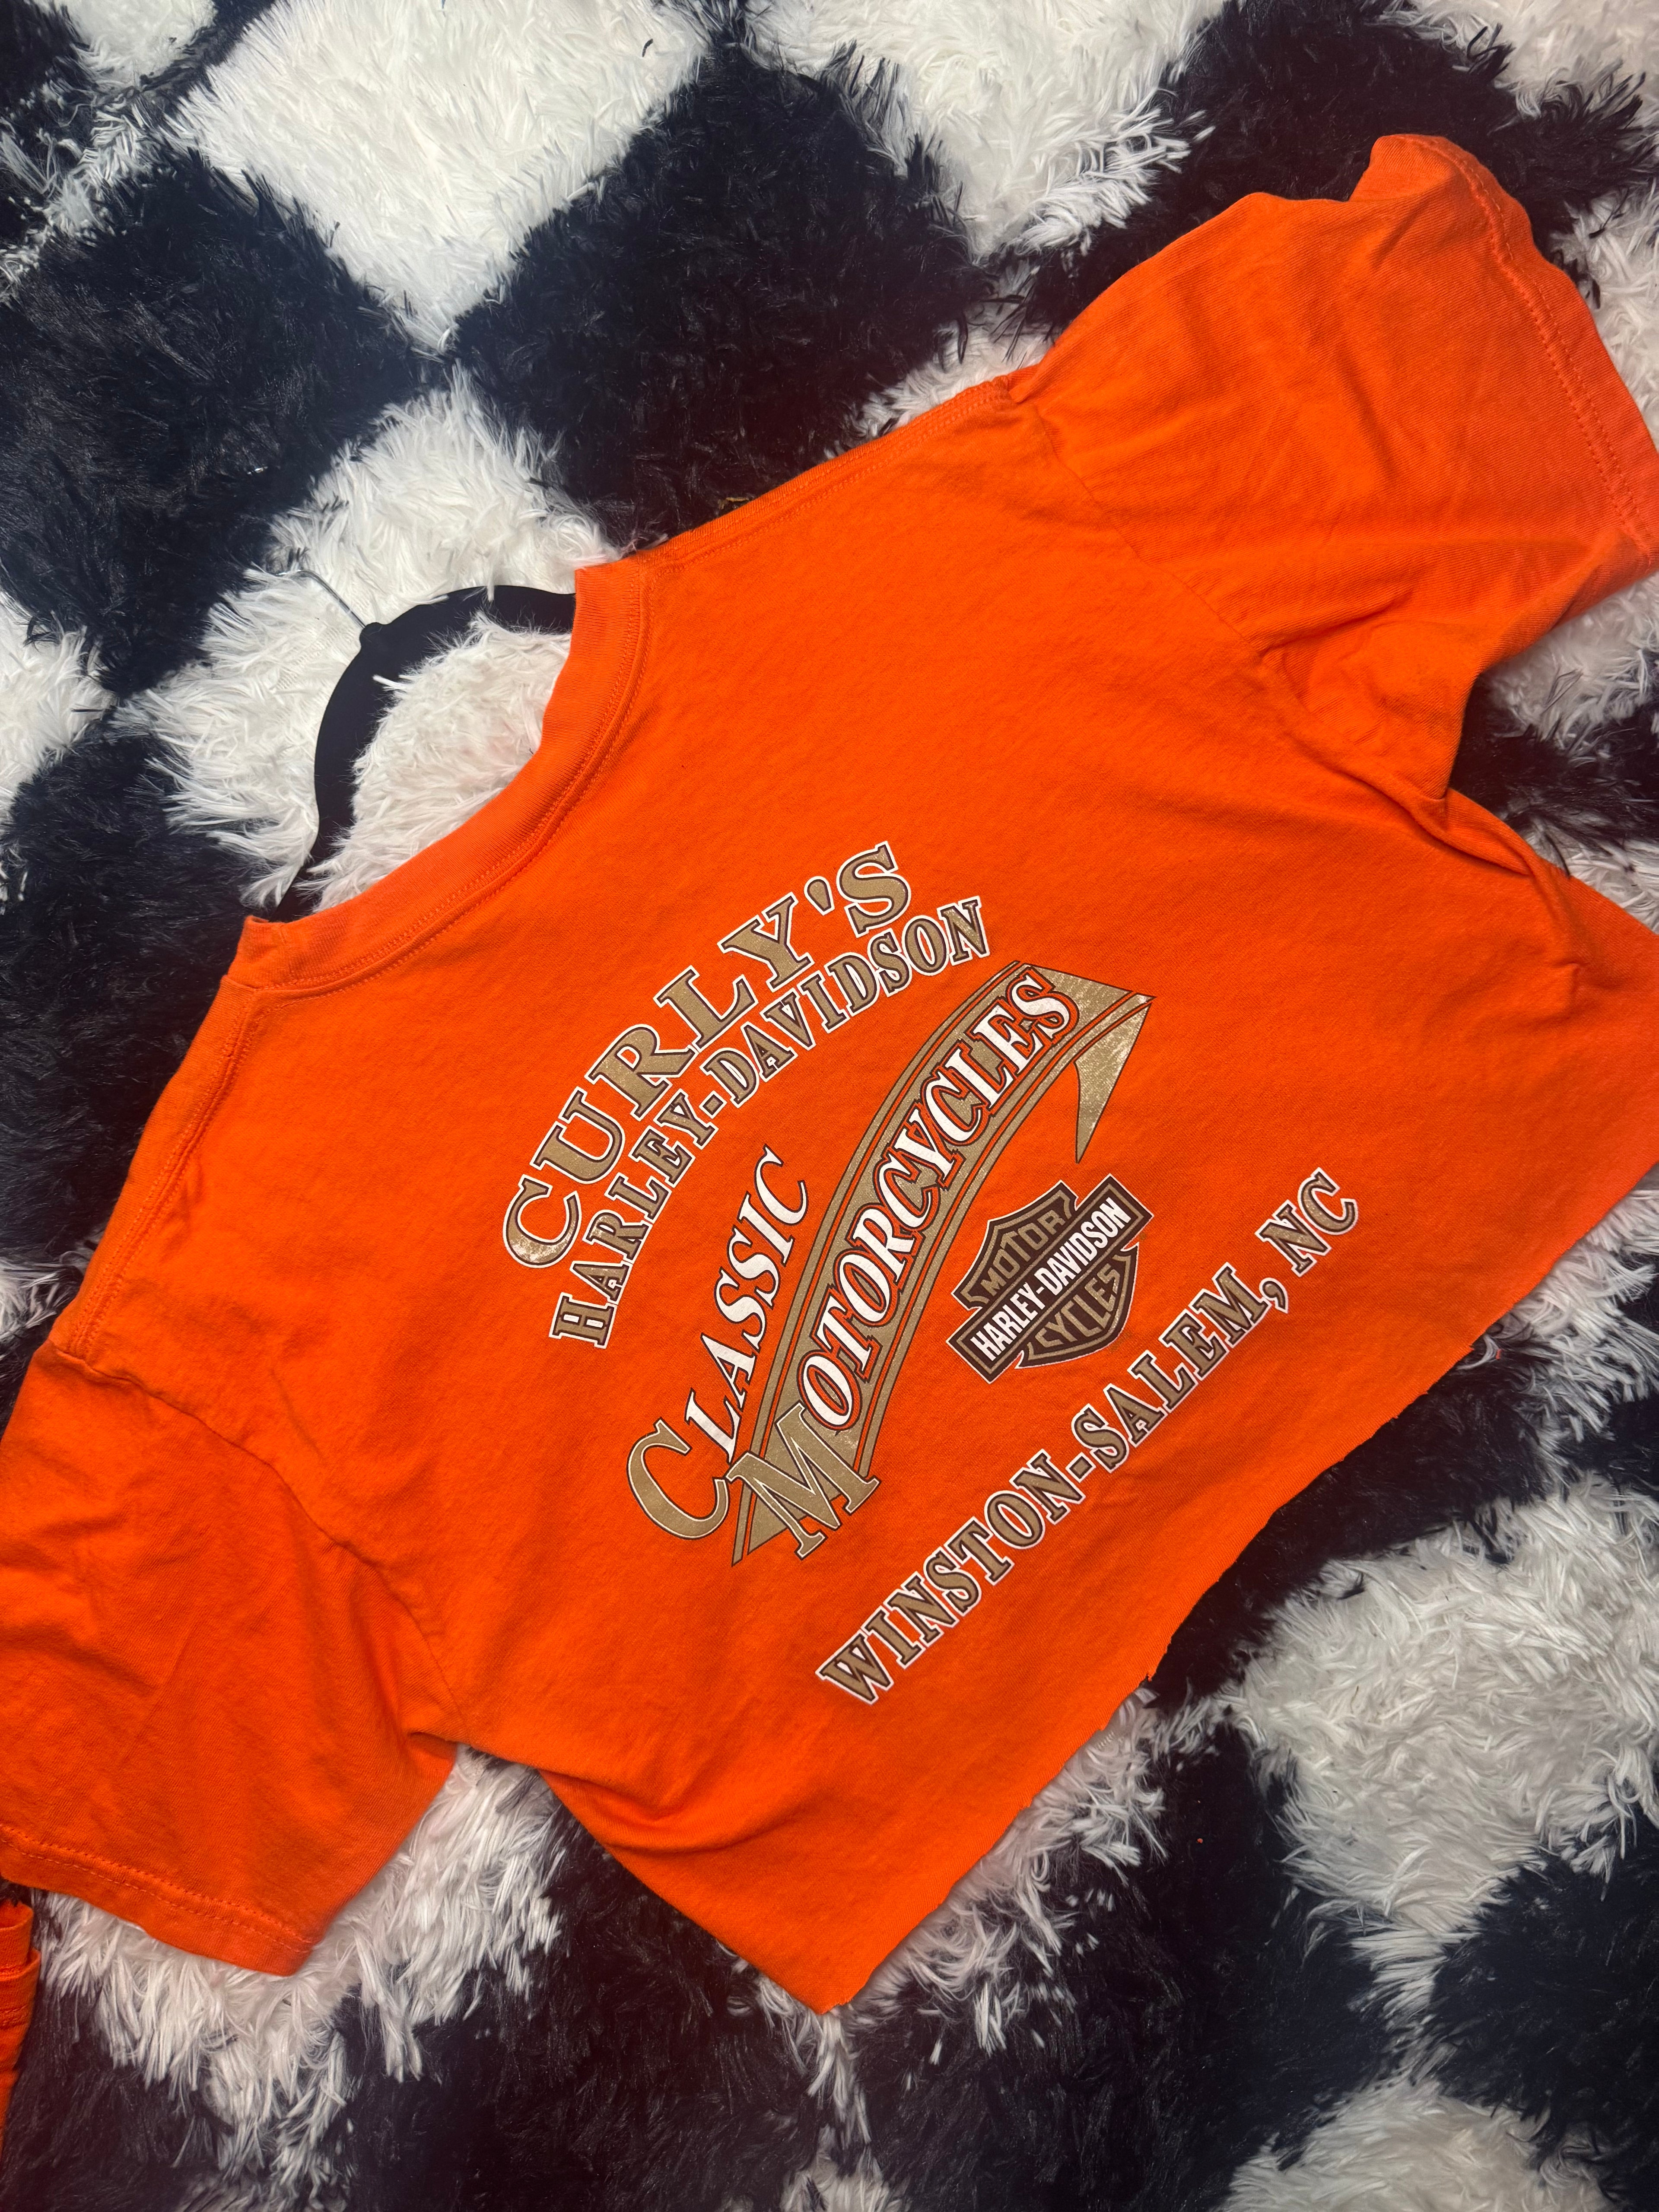 CURLY'S
HARLEY-DAVIDSON
CLASSIC
MOTORCYCLES
MOTOR
HARLEY-DAVIDSON
CYCLES
WINSTON-SALEM, NC